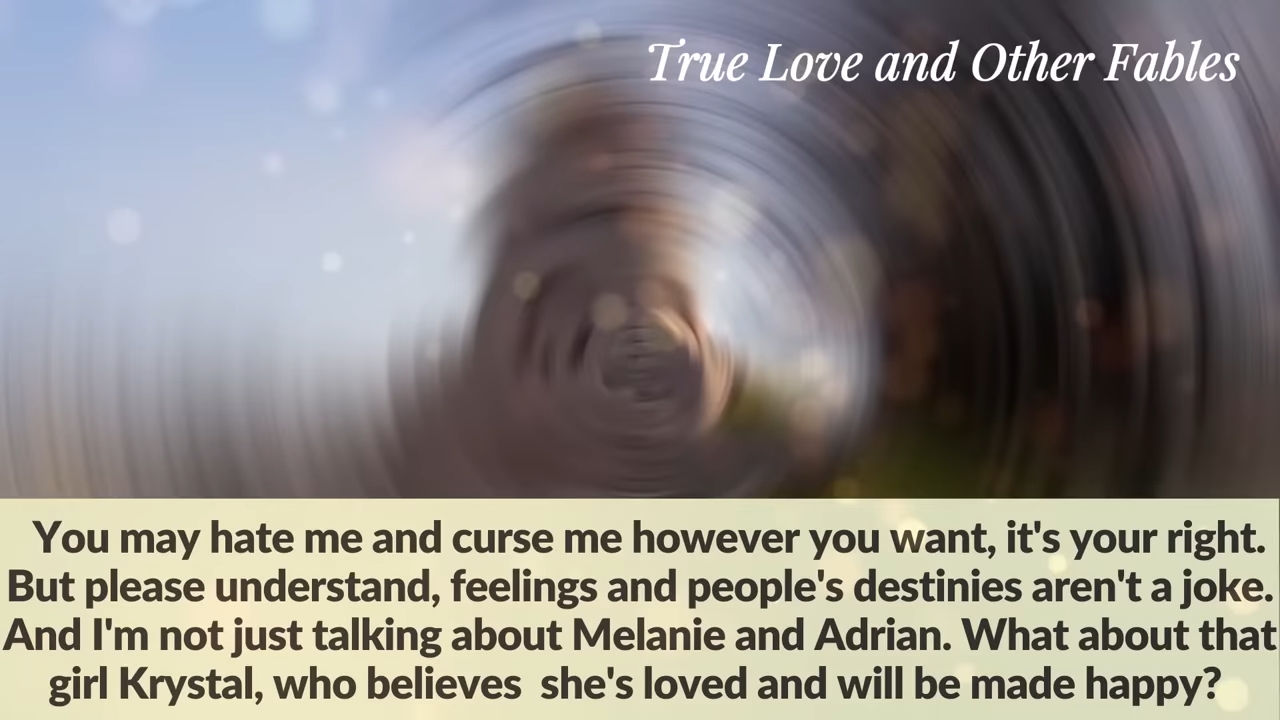 True Love and Other Fables
You may hate me and curse me however you want, it's your right.
But please understand, feelings and people's destinies aren't a joke.
And I'm not just talking about Melanie and Adrian. What about that
girl Krystal, who believes  she's loved and will be made happy?